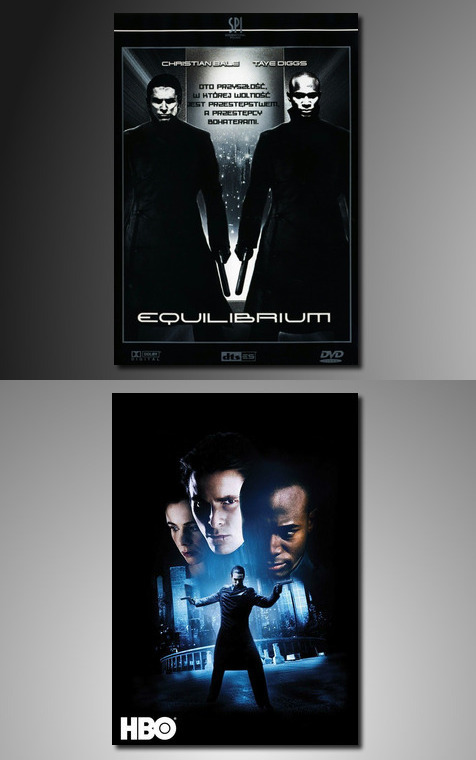 SPI
CHRISTIAN BALE TAYE DIGGS
OTO PRZYSZŁOŚĆ,
W KTÓREJ WOLNOŚĆ
JEST PRZESTĘPSTWEM,
A PRZESTĘPCY
BOHATERAMI.
EQUILIBRIUM
DOLBY
DIGITAL
dts ES
DVD
HBO